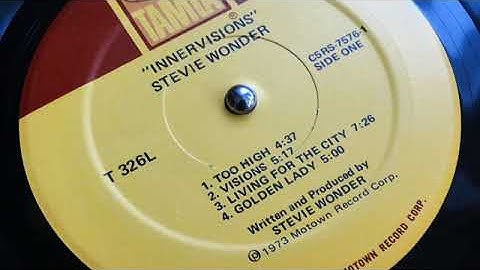 TAMLA®
"INNERVISIONS"
STEVIE WONDER
CSRS-7576-1
SIDE ONE
T 326L
1. TOO HIGH 4:37
2. VISIONS 5:17
3. LIVING FOR THE CITY 7:26
4. GOLDEN LADY 5:00
Written and Produced by
STEVIE WONDER
℗1973 Motown Record Corp.
MOTOWN RECORD CORP.